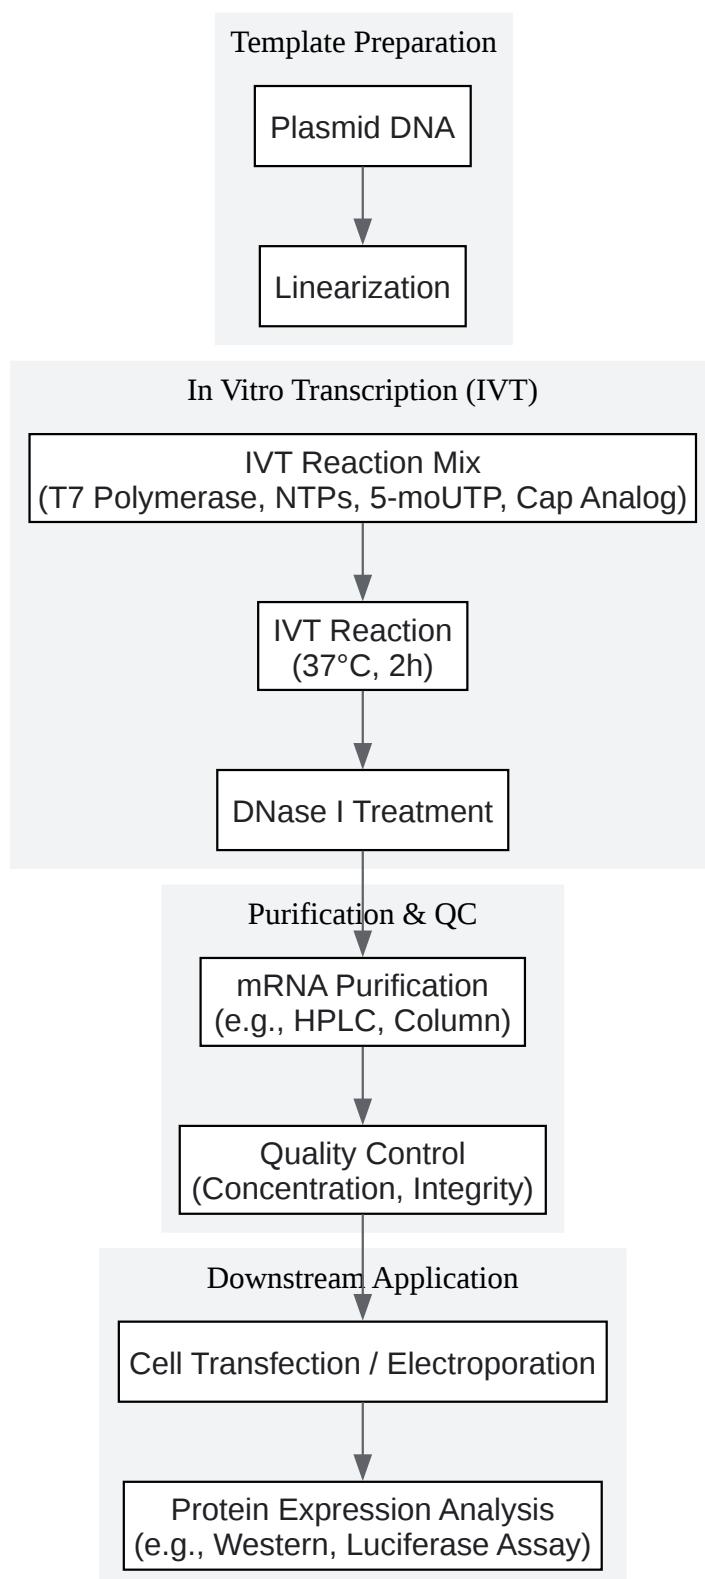 Template Preparation
Plasmid DNA
Linearization
In Vitro Transcription (IVT)
IVT Reaction Mix
(T7 Polymerase, NTPs, 5-moUTP, Cap Analog)
IVT Reaction
(37°C, 2h)
DNase I Treatment
Purification & QC
mRNA Purification
(e.g., HPLC, Column)
Quality Control
(Concentration, Integrity)
Downstream Application
Cell Transfection / Electroporation
Protein Expression Analysis
(e.g., Western, Luciferase Assay)